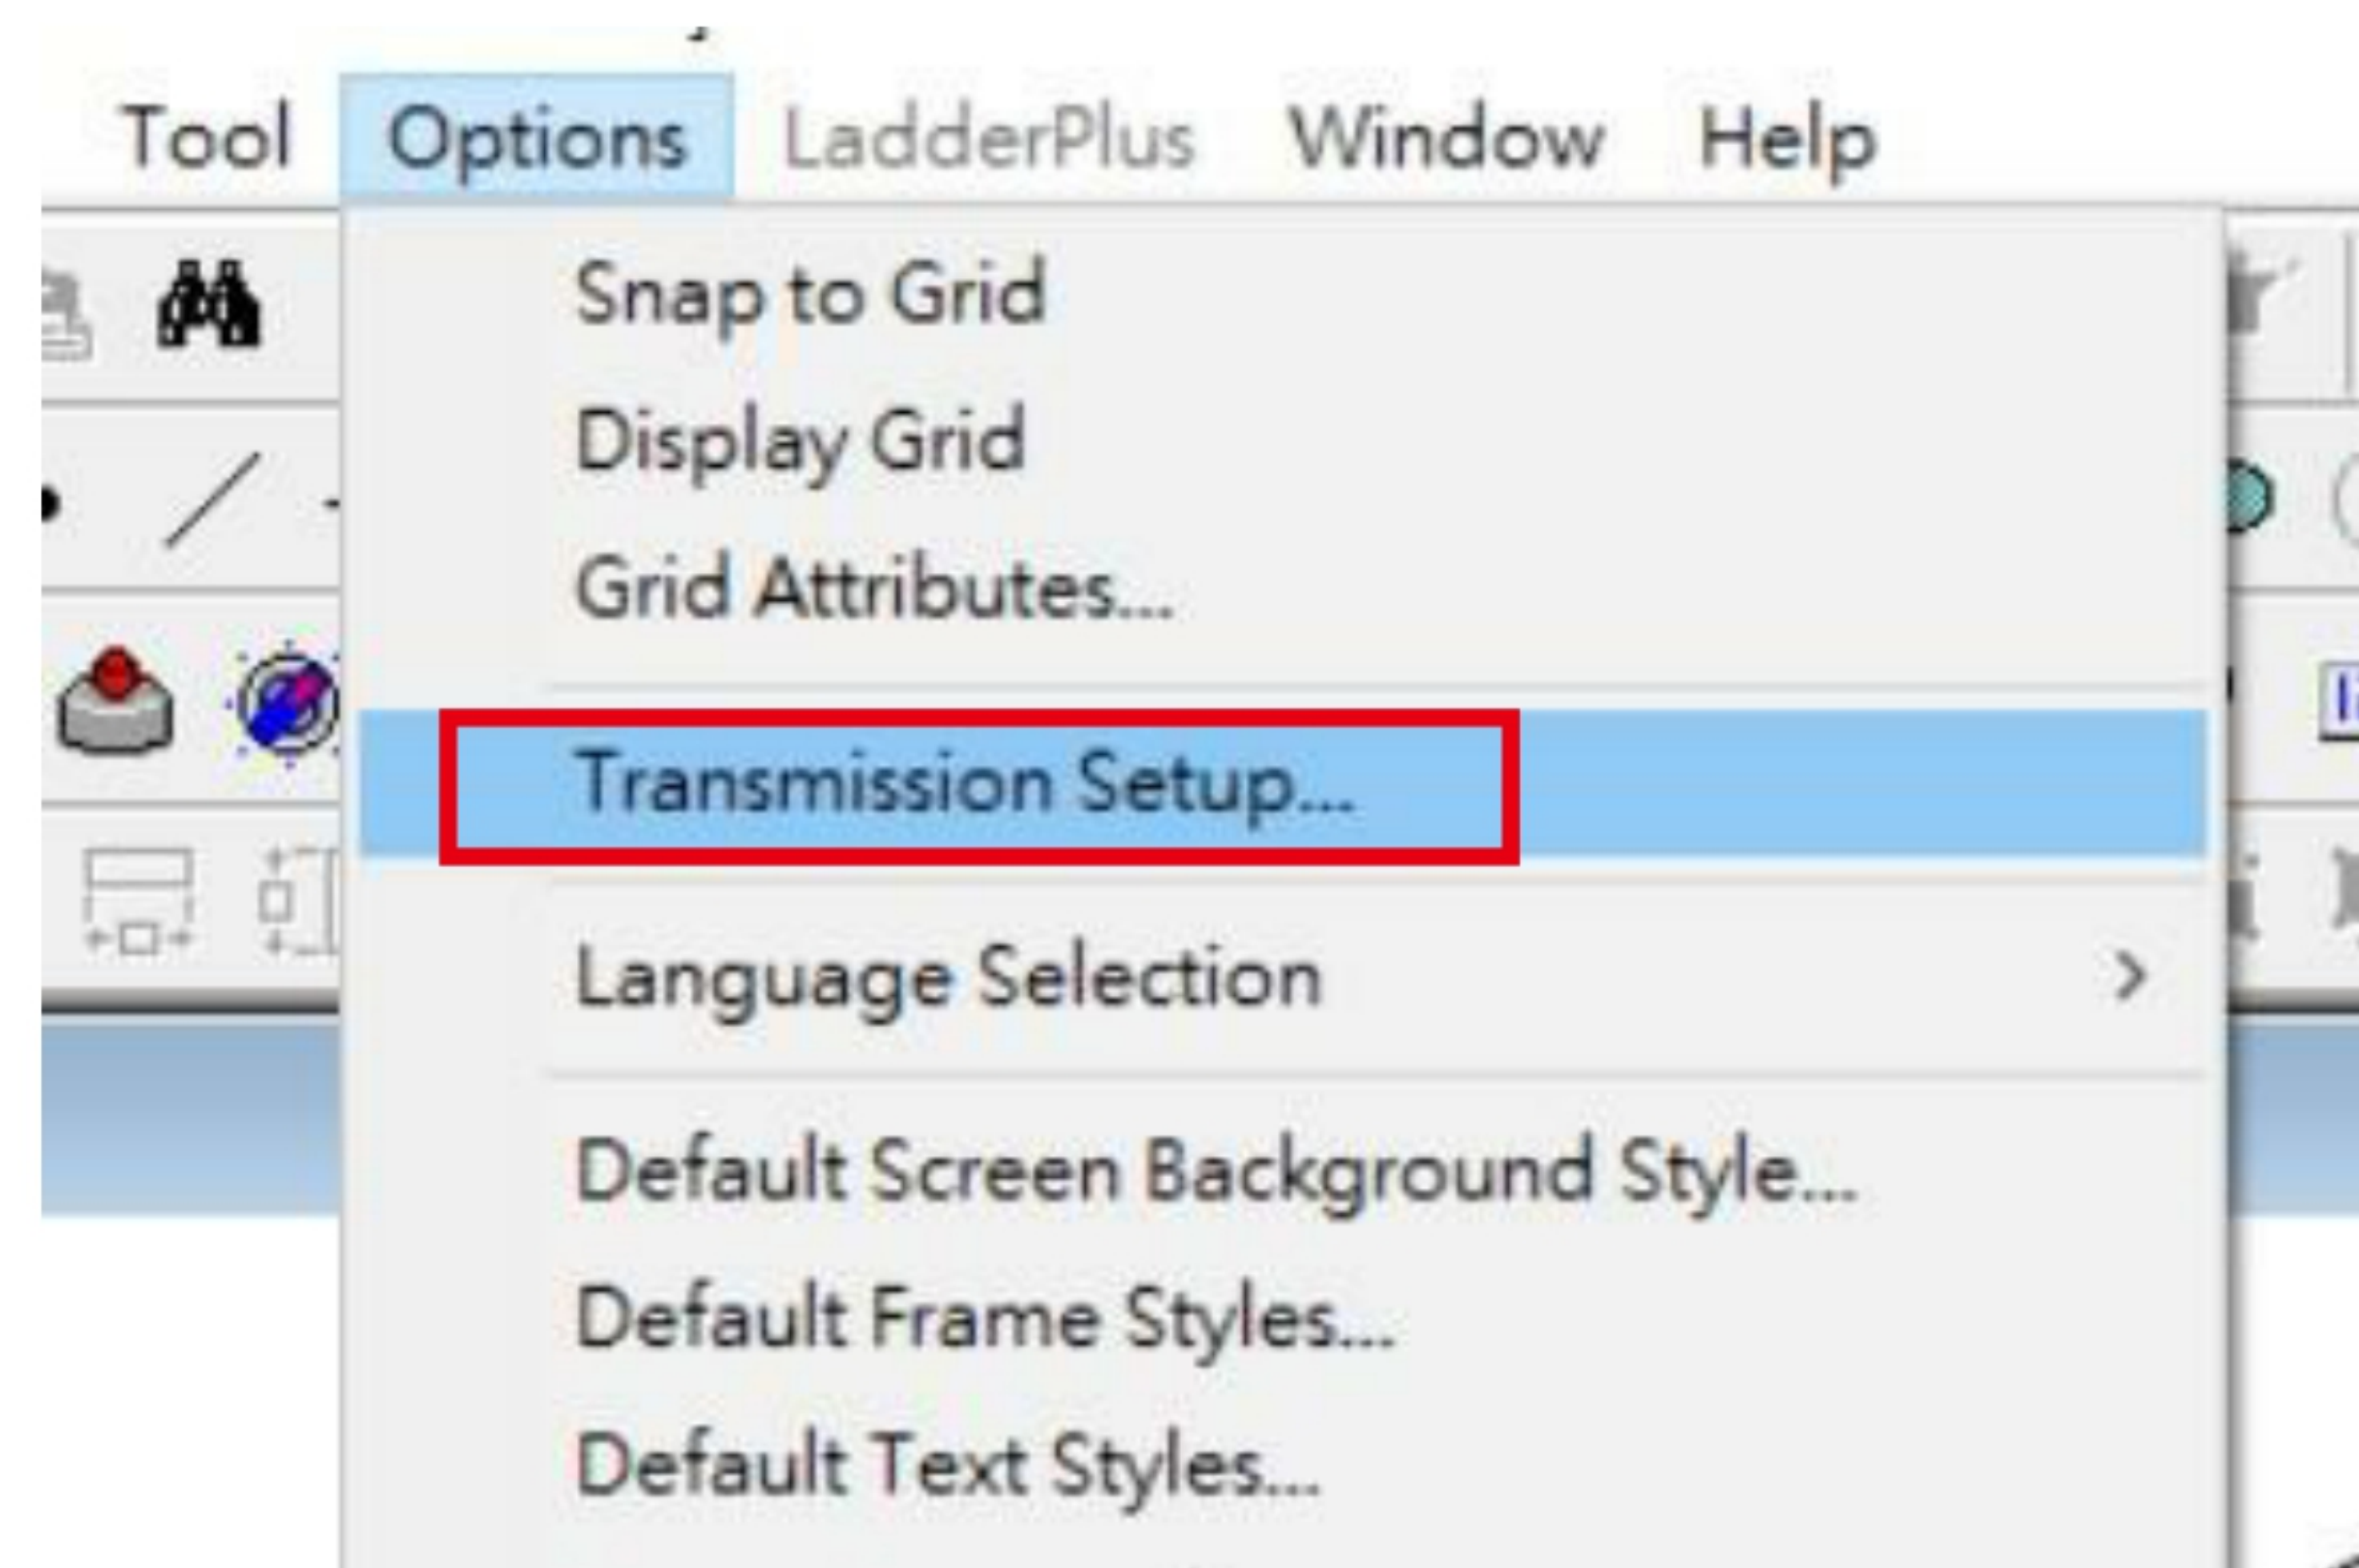 Tool Options LadderPlus Window Help
Snap to Grid
Display Grid
Grid Attributes...
Transmission Setup...
Language Selection
Default Screen Background Style...
Default Frame Styles...
Default Text Styles...